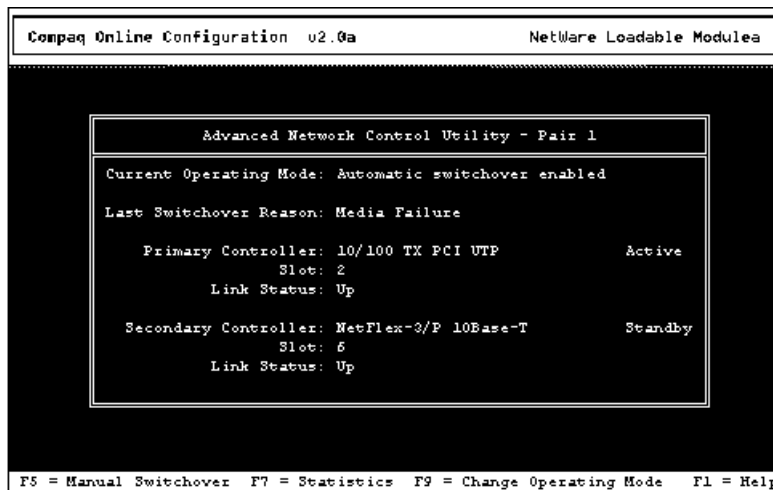 Compaq Online Configuration v2.0a NetWare Loadable Modulea
Advanced Network Control Utility - Pair 1
Current Operating Mode: Automatic switchover enabled
Last Switchover Reason: Media Failure
Primary Controller: 10/100 TX PCI UTP Active
Slot: 2
Link Status: Up
Secondary Controller: NetFlex-3/P 10Base-T Standby
Slot: 6
Link Status: Up
F5 = Manual Switchover F7 = Statistics F9 = Change Operating Mode F1 = Help